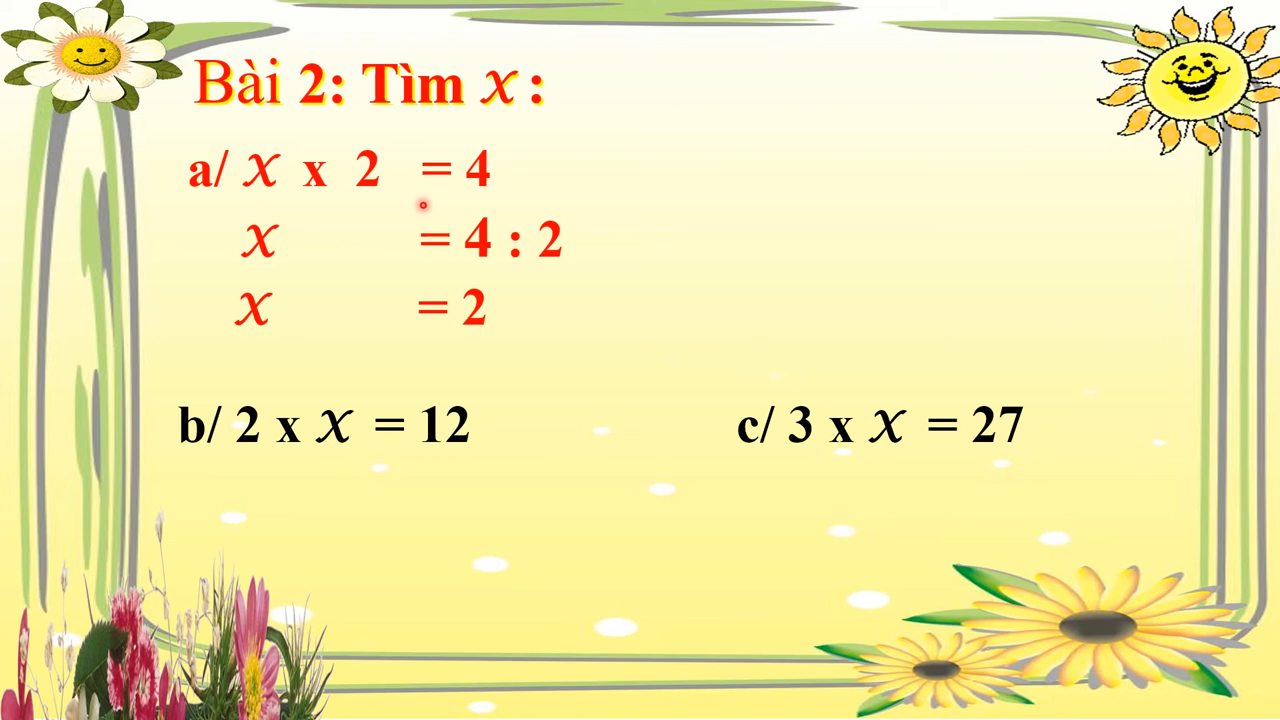 Bài 2: Tìm x :
a/ x x 2 = 4
x = 4 : 2
x = 2
b/ 2 x x = 12
c/ 3 x x = 27